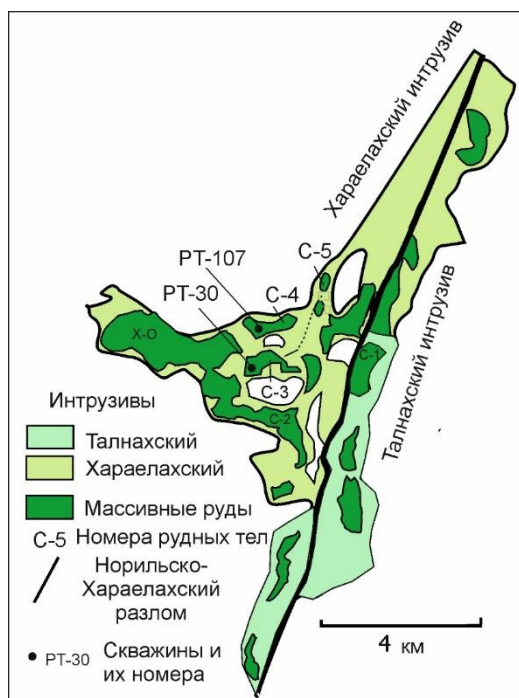 Хараелахский интрузив
Талнахский интрузив
С-5
РТ-107
РТ-30
С-4
Х-О
С-1
С-3
С-2
Интрузивы
Талнахский
Хараелахский
Массивные руды
С-5 Номера рудных тел
Норильско-
Хараелахский
разлом
РТ-30 Скважины и
их номера
4 км